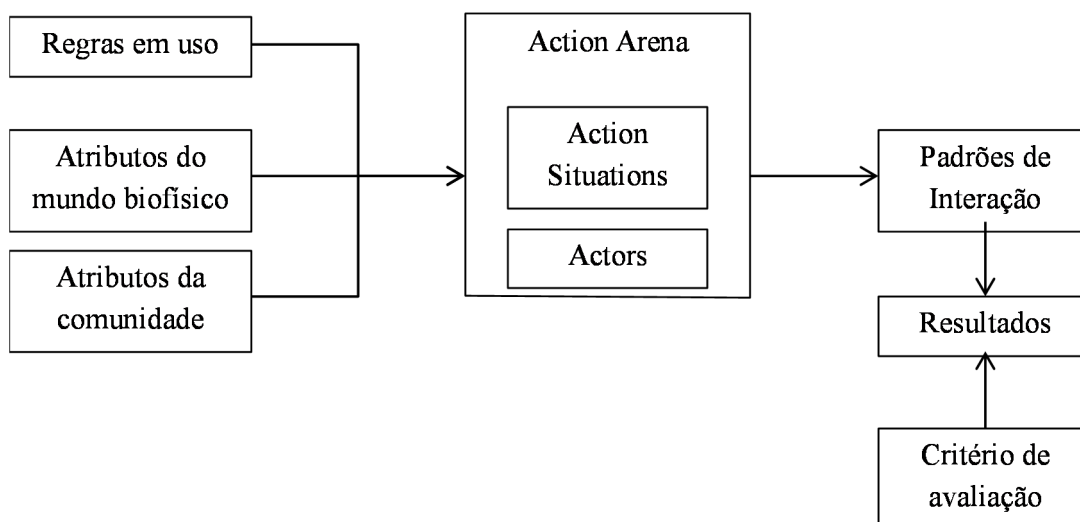 Regras em uso
Atributos do
mundo biofísico
Atributos da
comunidade
Action Arena
Action
Situations
Actors
Padrões de
Interação
Resultados
Critério de
avaliação